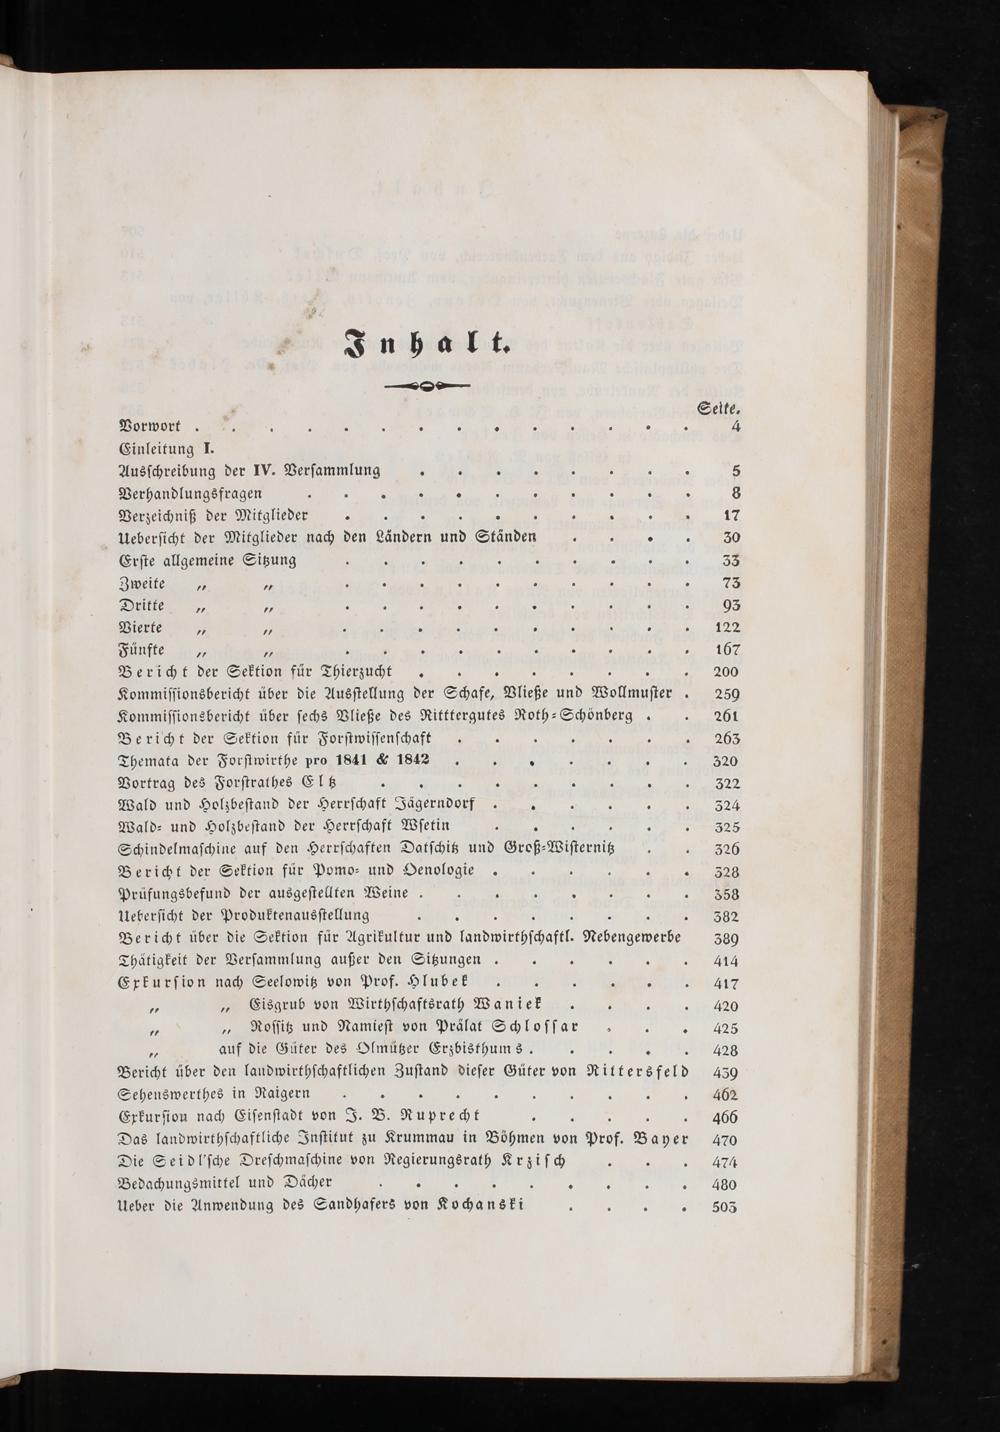 Inhalt.
Seite.
Vorwort . . . . . . . . . . . . . 4
Einleitung I.
Ausschreibung der IV. Versammlung . . . . . . . . 5
Verhandlungsfragen . . . . . . . . . . . 8
Verzeichniß der Mitglieder . . . . . . . . . . 17
Uebersicht der Mitglieder nach den Ländern und Ständen . . . . 30
Erste allgemeine Sitzung . . . . . . . . . . 33
Zweite „ „ . . . . . . . . . . 73
Dritte „ „ . . . . . . . . . . 93
Vierte „ „ . . . . . . . . . . 122
Fünfte „ „ . . . . . . . . . . 167
Bericht der Sektion für Thierzucht . . . . . . . . 200
Kommissionsbericht über die Ausstellung der Schafe, Vließe und Wollmuster . 259
Kommissionsbericht über sechs Vließe des Ritttergutes Roth-Schönberg . . 261
Bericht der Sektion für Forstwissenschaft . . . . . . . 263
Themata der Forstwirthe pro 1841 & 1842 . . . . . . . 320
Vortrag des Forstrathes Eltz . . . . . . . . . 322
Wald und Holzbestand der Herrschaft Jägerndorf . . . . . . 324
Wald- und Holzbestand der Herrschaft Wsetin . . . . . . 325
Schindelmaschine auf den Herrschaften Datschitz und Groß-Wisternitz . . 326
Bericht der Sektion für Pomo- und Oenologie . . . . . . 328
Prüfungsbefund der ausgestellten Weine . . . . . . . 358
Uebersicht der Produktenausstellung . . . . . . . . 382
Bericht über die Sektion für Agrikultur und landwirthschaftl. Nebengewerbe 389
Thätigkeit der Versammlung außer den Sitzungen . . . . . . 414
Exkursion nach Seelowitz von Prof. Hlubek . . . . . . 417
„ „ Eisgrub von Wirthschaftsrath Waniek . . . . 420
„ „ Rossitz und Namiest von Prälat Schlossar . . . 425
„ auf die Güter des Olmützer Erzbisthums . . . . . 428
Bericht über den landwirthschaftlichen Zustand dieser Güter von Rittersfeld 439
Sehenswerthes in Raigern . . . . . . . . . . 462
Exkursion nach Eisenstadt von J. B. Ruprecht . . . . . 466
Das landwirthschaftliche Institut zu Krummau in Böhmen von Prof. Bayer 470
Die Seidl'sche Dreschmaschine von Regierungsrath Krzisch . . . 474
Bedachungsmittel und Dächer . . . . . . . . . 480
Ueber die Anwendung des Sandhafers von Kochanski . . . . 503